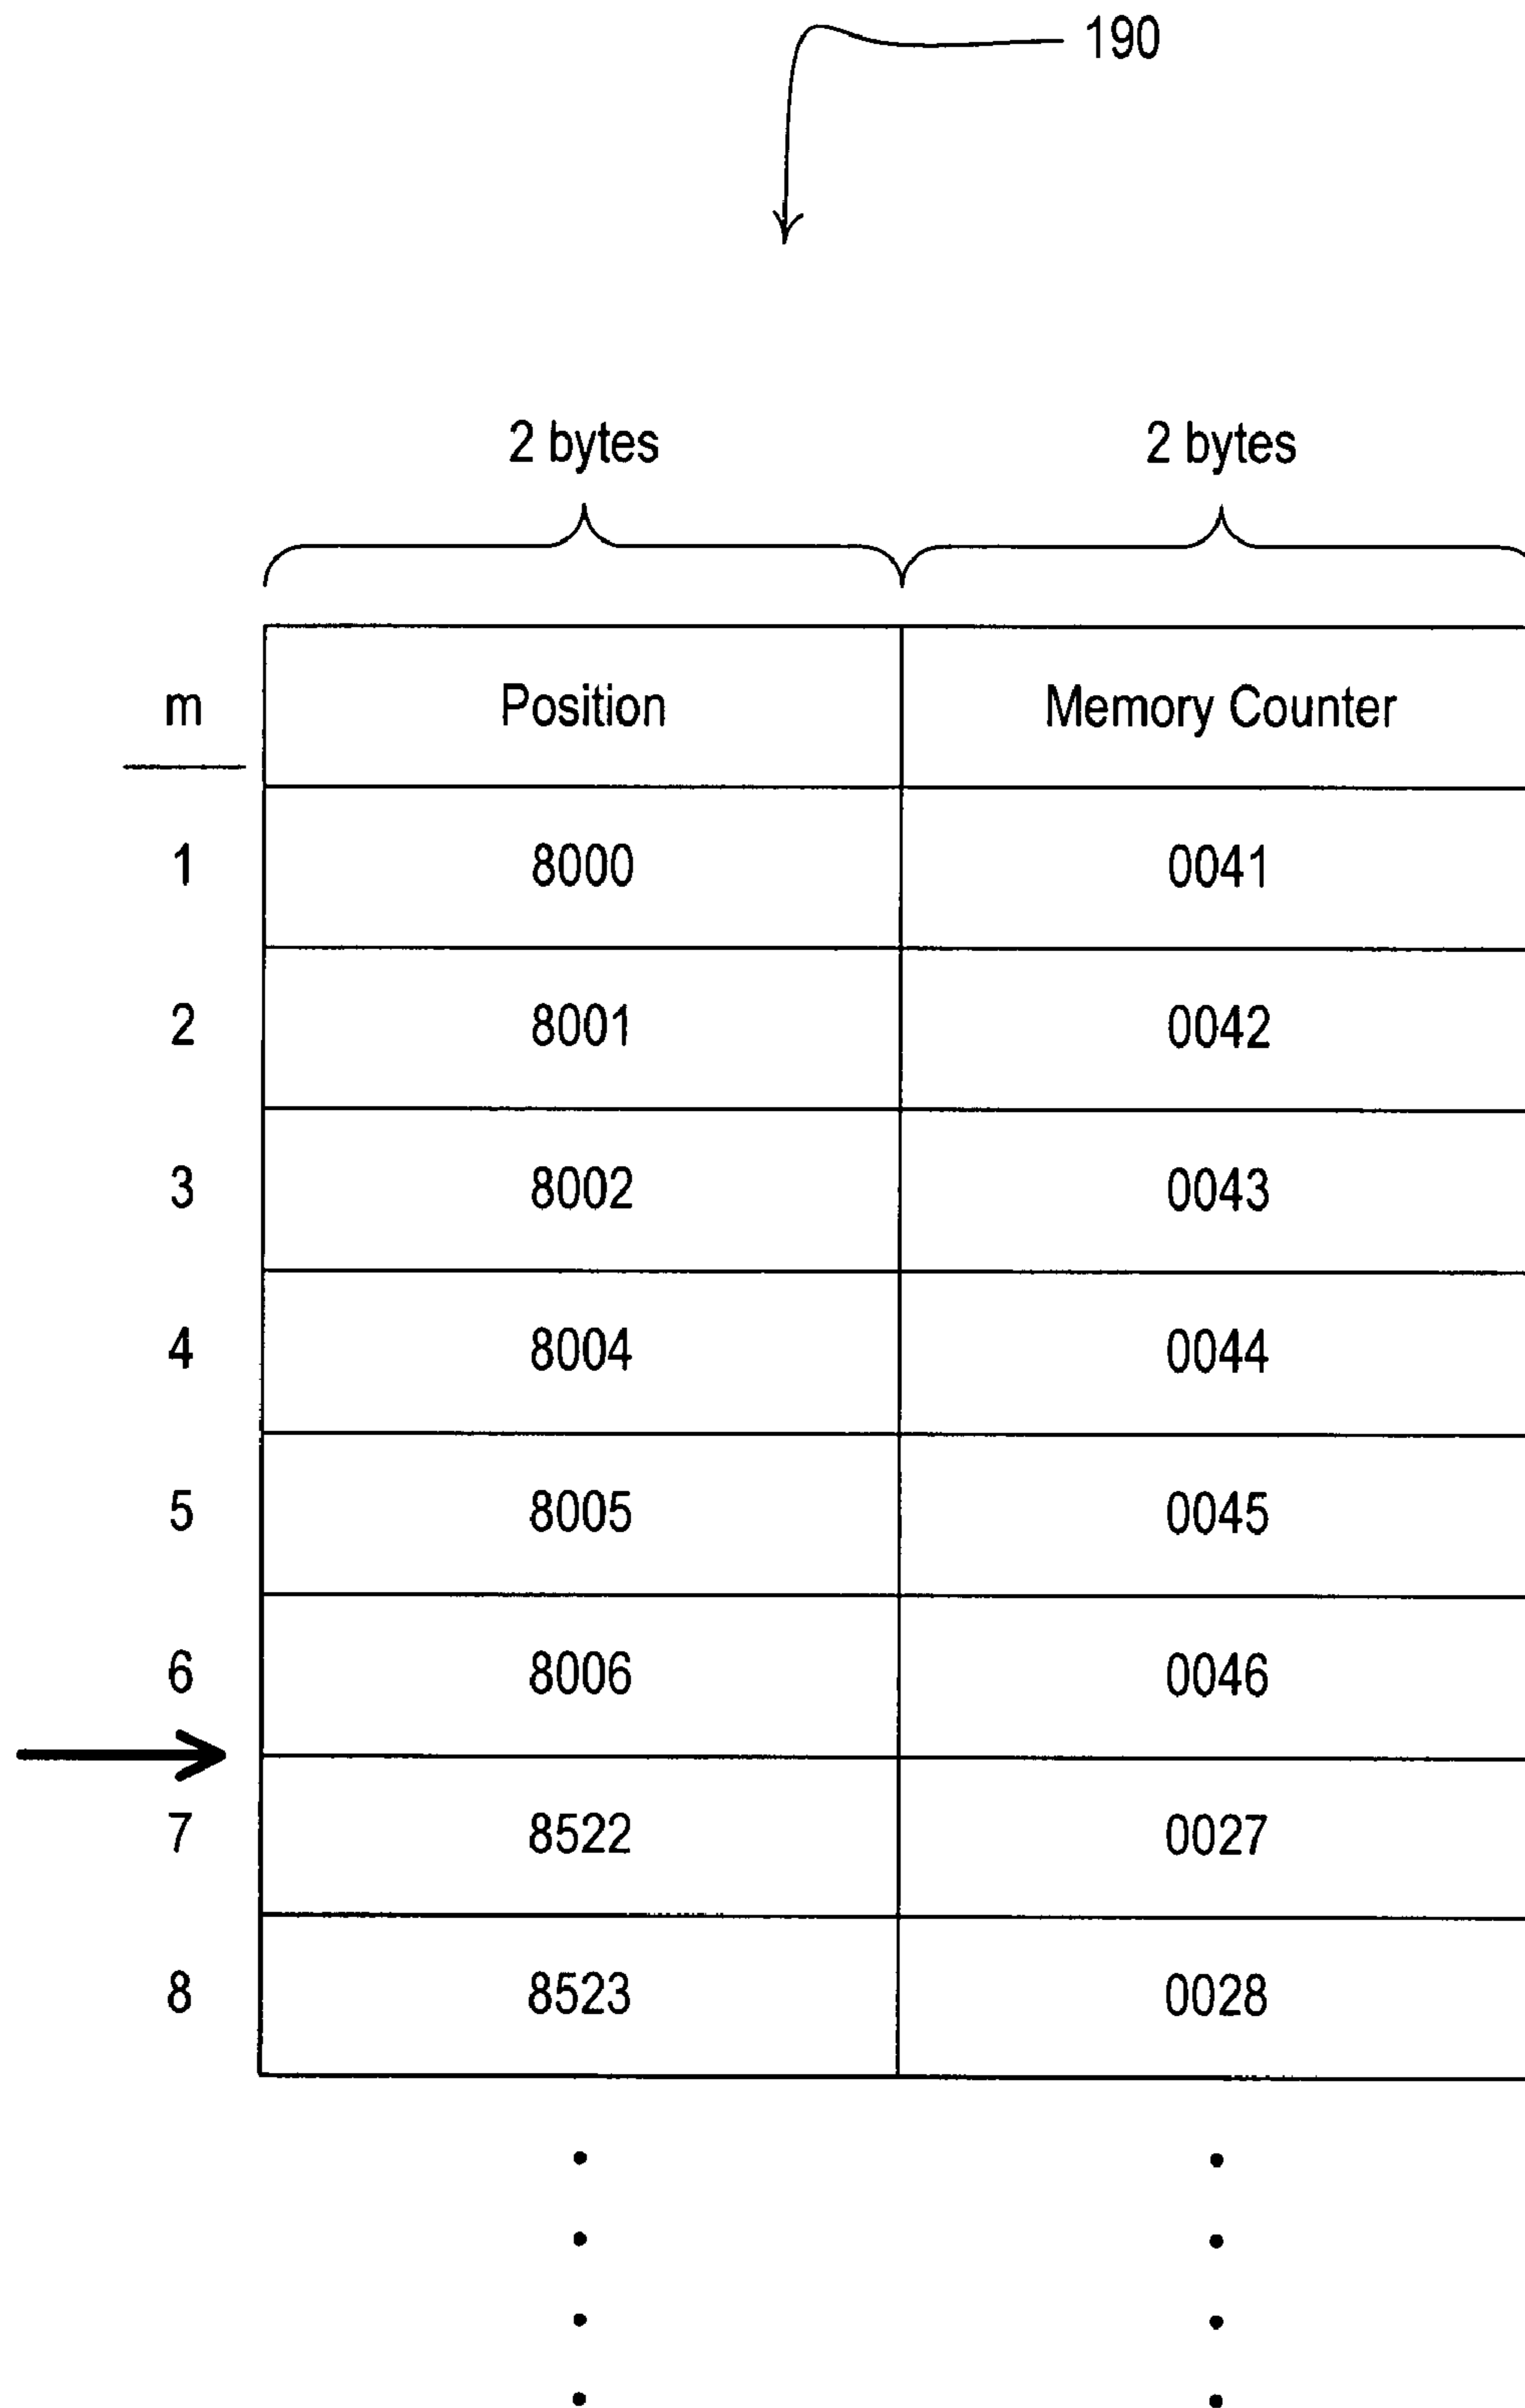 190
2 bytes 2 bytes
m Position Memory Counter
1 8000 0041
2 8001 0042
3 8002 0043
4 8004 0044
5 8005 0045
6 8006 0046
7 8522 0027
8 8523 0028